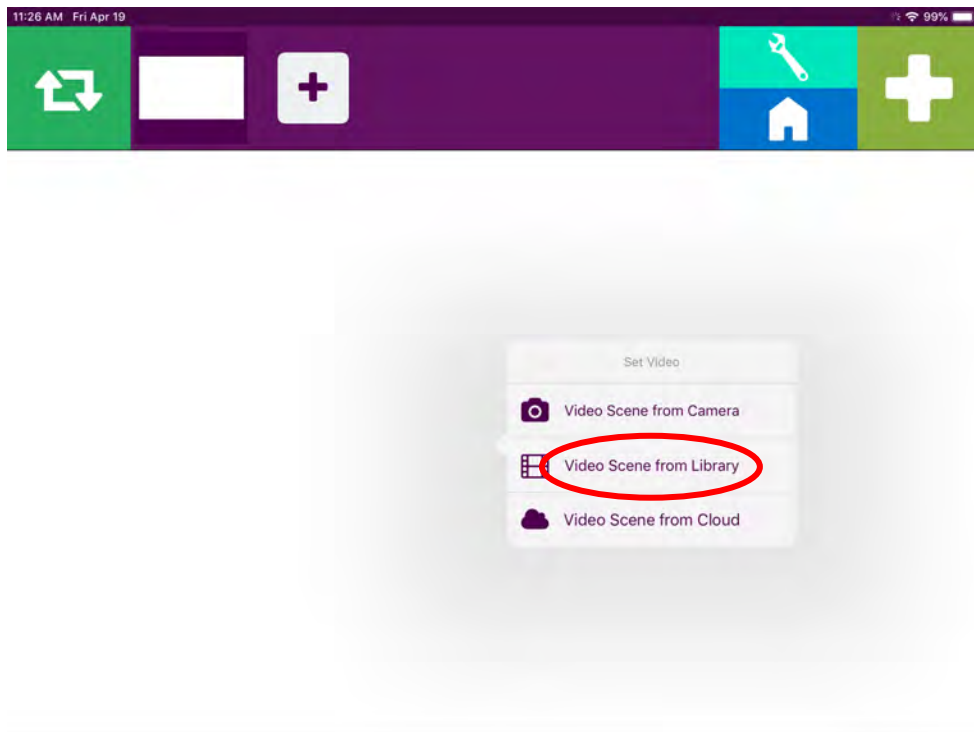 11:26 AM Fri Apr 19 99%
Set Video
Video Scene from Camera
Video Scene from Library
Video Scene from Cloud